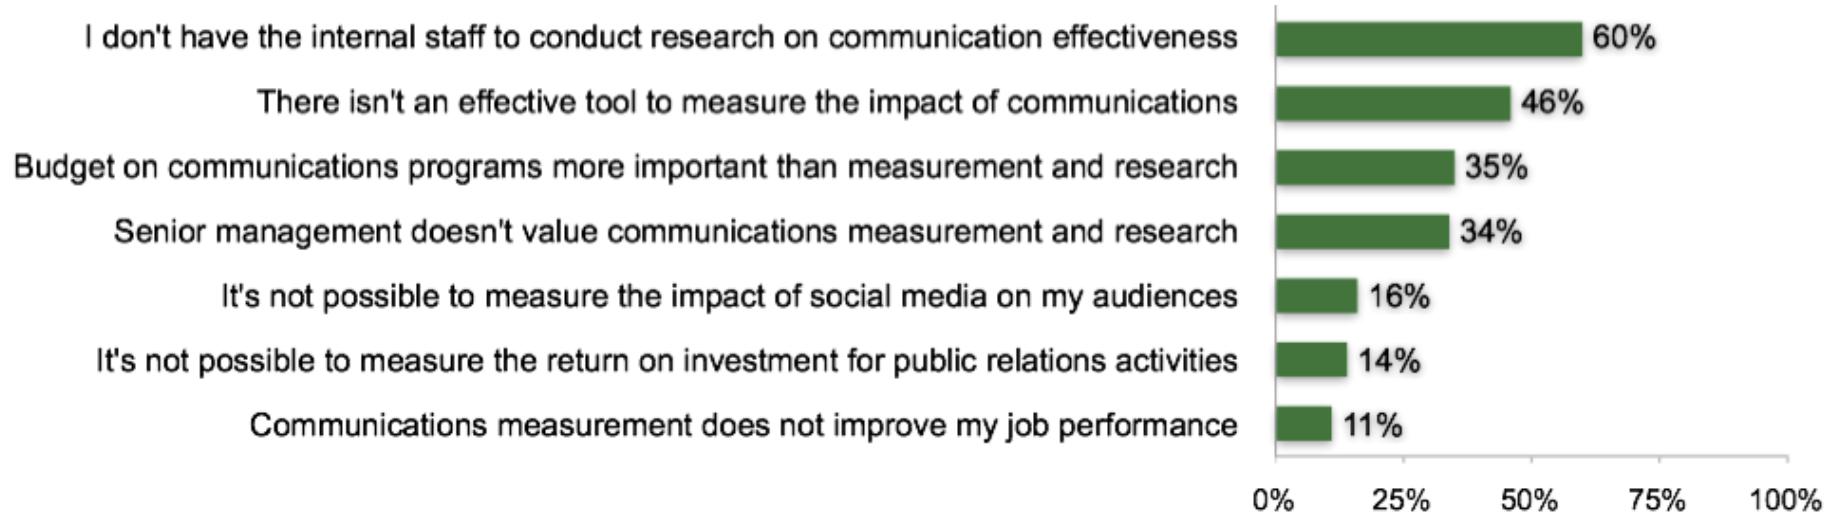 I don't have the internal staff to conduct research on communication effectiveness 60%
There isn't an effective tool to measure the impact of communications 46%
Budget on communications programs more important than measurement and research 35%
Senior management doesn't value communications measurement and research 34%
It's not possible to measure the impact of social media on my audiences 16%
It's not possible to measure the return on investment for public relations activities 14%
Communications measurement does not improve my job performance 11%
0% 25% 50% 75% 100%